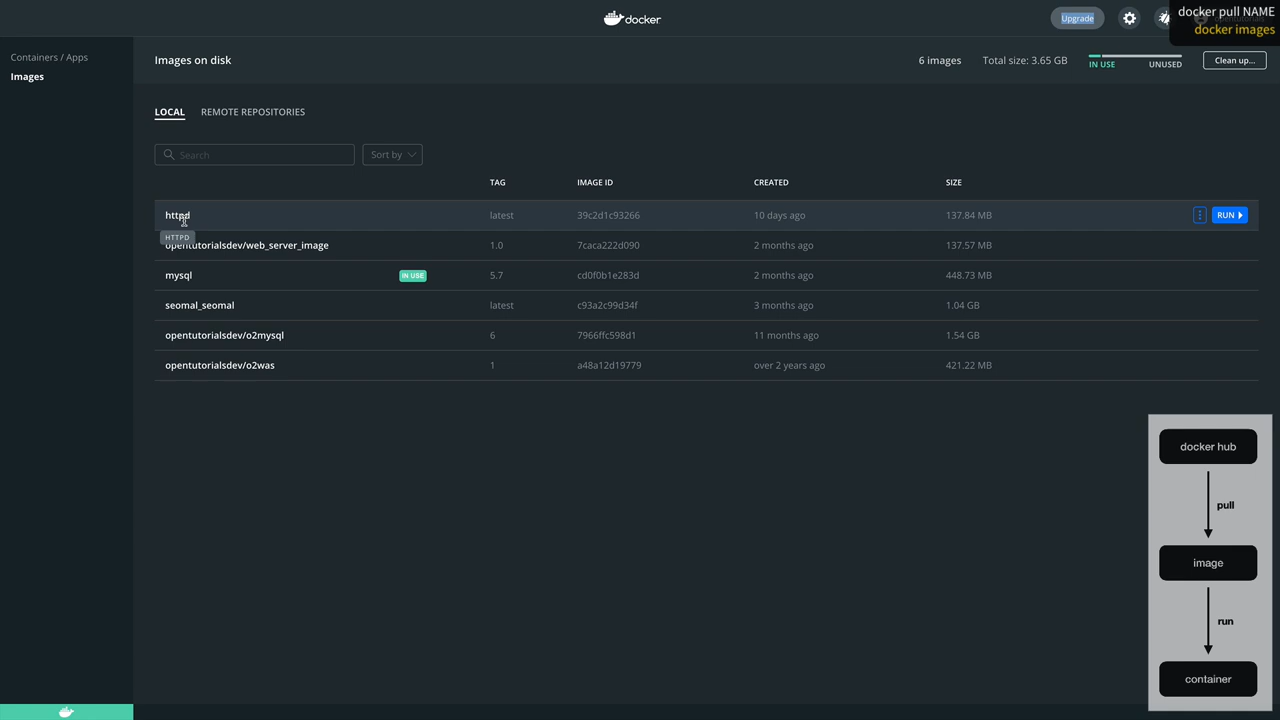 docker
Upgrade
docker pull NAME
docker images
Containers / Apps
Images
Images on disk
6 images
Total size: 3.65 GB
IN USE
UNUSED
Clean up...
LOCAL
REMOTE REPOSITORIES
Search
Sort by
TAG
IMAGE ID
CREATED
SIZE
httpd
latest
39c2d1c93266
10 days ago
137.84 MB
RUN
HTTPD
opentutorialsdev/web_server_image
1.0
7caca222d090
2 months ago
137.57 MB
mysql
IN USE
5.7
cd0f0b1e283d
2 months ago
448.73 MB
seomal_seomal
latest
c93a2c99d34f
3 months ago
1.04 GB
opentutorialsdev/o2mysql
6
7966ffc598d1
11 months ago
1.54 GB
opentutorialsdev/o2was
1
a48a12d19779
over 2 years ago
421.22 MB
docker hub
pull
image
run
container